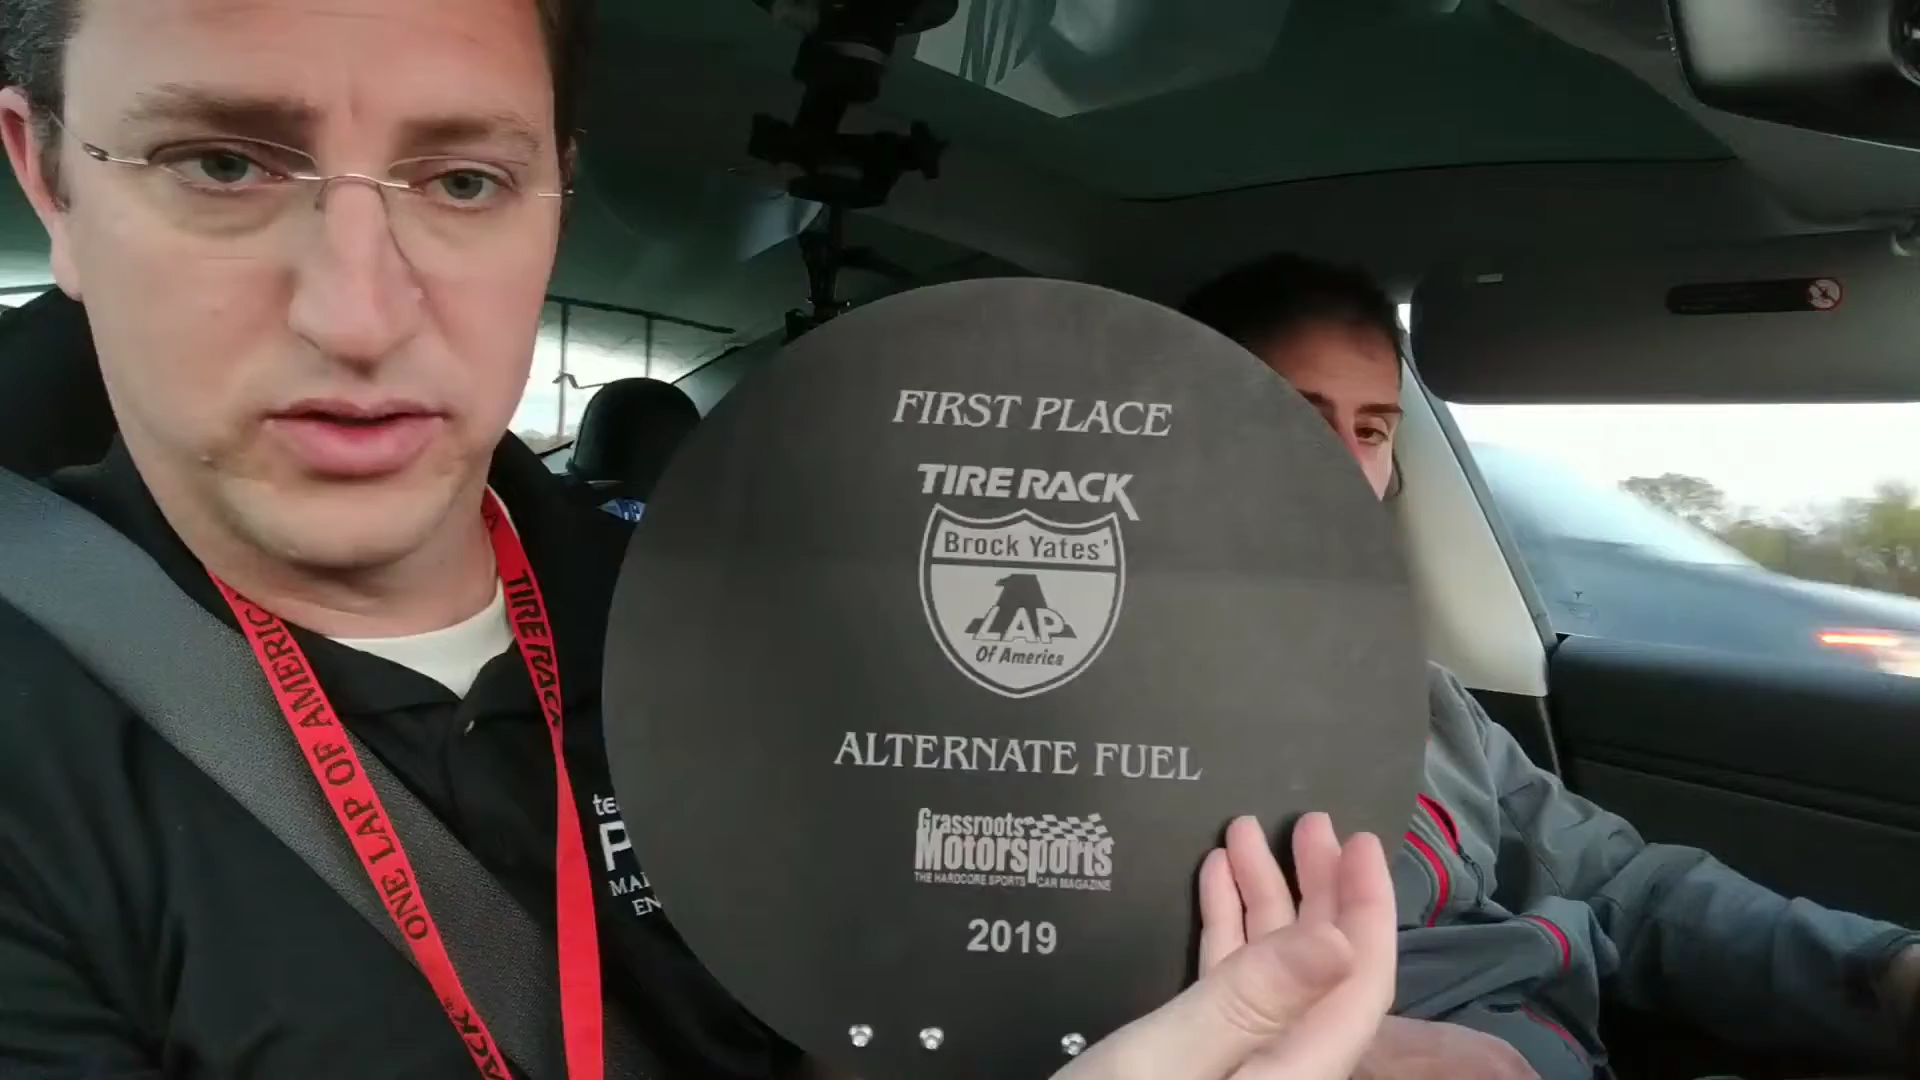 FIRST PLACE
TIRE RACK
Brock Yates'
1
LAP
Of America
ALTERNATE FUEL
Grassroots
Motorsports
THE HARDCORE SPORTS CAR MAGAZINE
2019
ONE LAP OF AMERICA
TIRE RACK